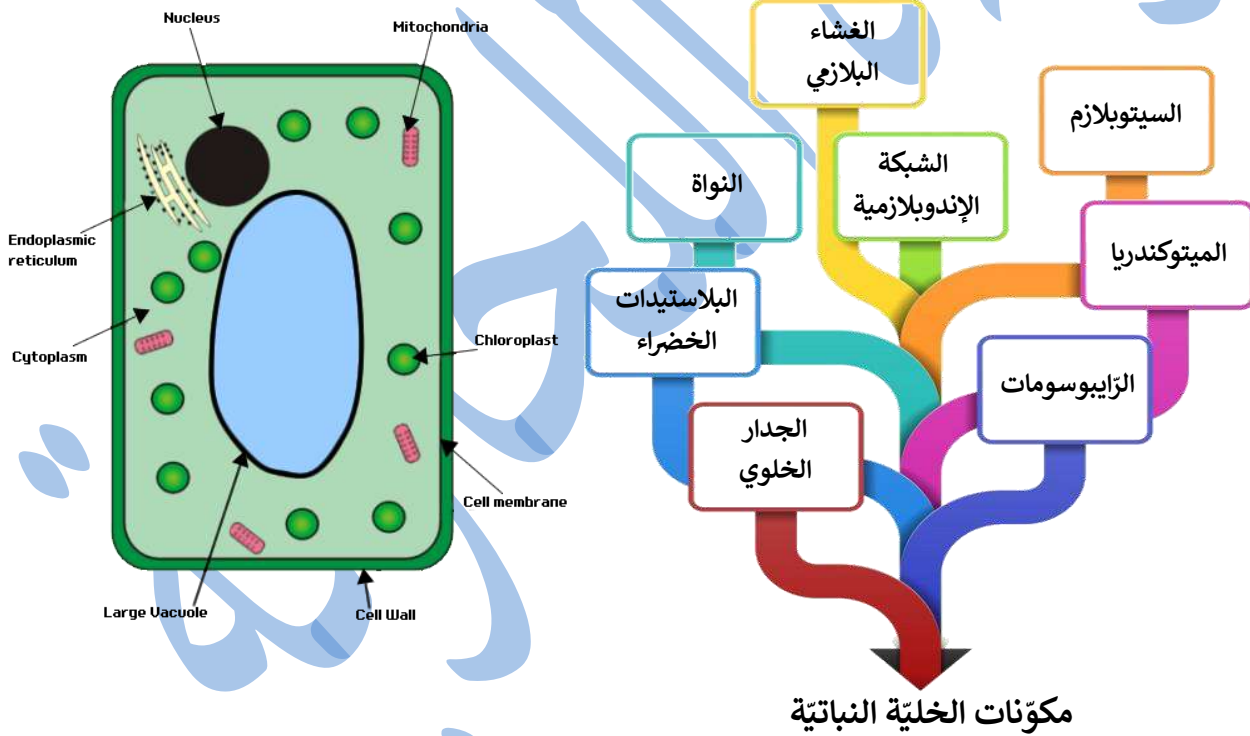 Nucleus
Mitochondria
Endoplasmic
reticulum
Cytoplasm
Chloroplast
Cell membrane
Large Vacuole
Cell Wall
الغشاء
البلازمي
السيتوبلازم
الشبكة
الإندوبلازمية
النواة
الميتوكندريا
البلاستيدات
الخضراء
الرّايبوسومات
الجدار
الخلوي
مكوّنات الخليّة النباتيّة